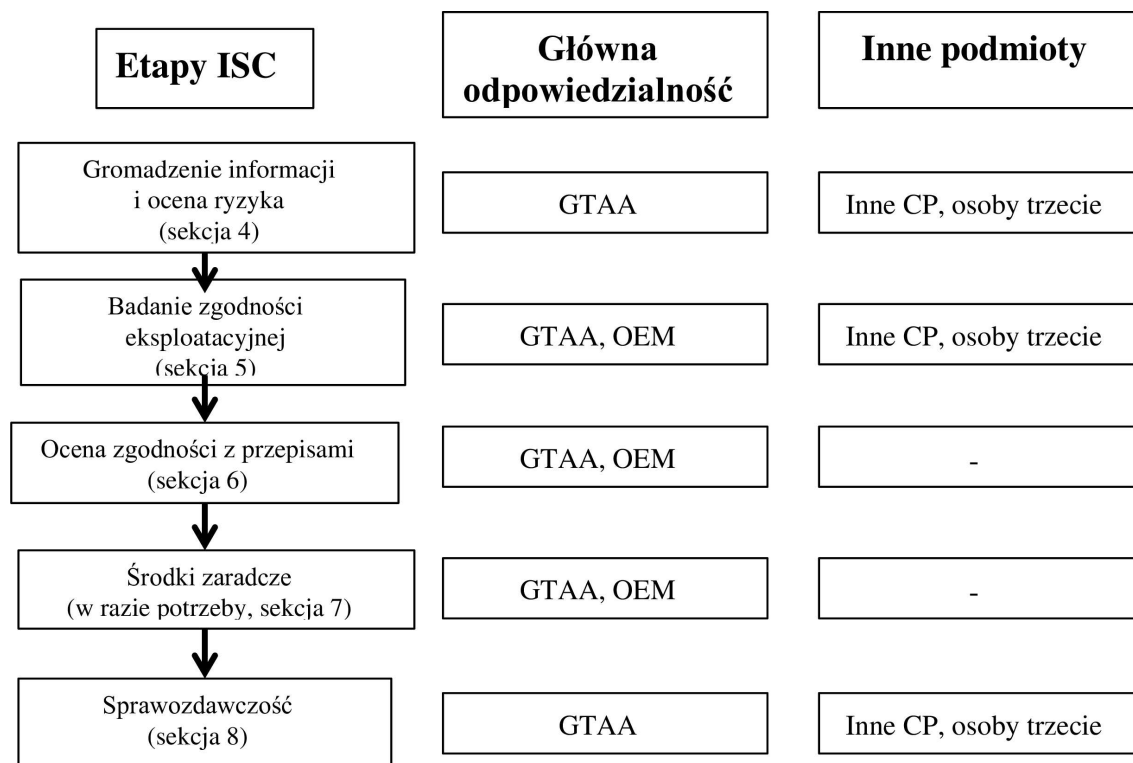 Etapy ISC
Główna
odpowiedzialność
Inne podmioty
Gromadzenie informacji
i ocena ryzyka
(sekcja 4)
GTAA
Inne CP, osoby trzecie
Badanie zgodności
eksploatacyjnej
(sekcja 5)
GTAA, OEM
Inne CP, osoby trzecie
Ocena zgodności z przepisami
(sekcja 6)
GTAA, OEM
-
Środki zaradcze
(w razie potrzeby, sekcja 7)
GTAA, OEM
-
Sprawozdawczość
(sekcja 8)
GTAA
Inne CP, osoby trzecie